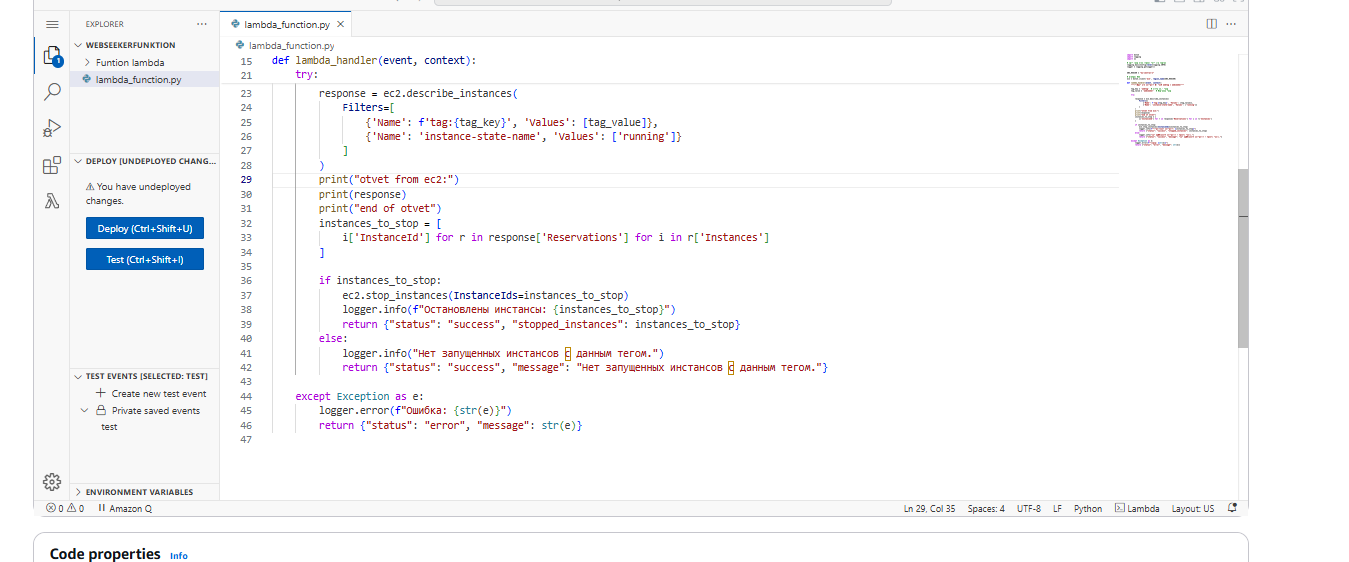 EXPLORER
WEBSEEKERFUNKTION
Funtion lambda
lambda_function.py
DEPLOY [UNDEPLOYED CHANG...
You have undeployed
changes.
Deploy (Ctrl+Shift+U)
Test (Ctrl+Shift+I)
TEST EVENTS [SELECTED: TEST]
Create new test event
Private saved events
test
ENVIRONMENT VARIABLES
lambda_function.py
lambda_function.py
15 def lambda_handler(event, context):
21 try:
23 response = ec2.describe_instances(
24 Filters=[
25 {'Name': f'tag:{tag_key}', 'Values': [tag_value]},
26 {'Name': 'instance-state-name', 'Values': ['running']}
27 ]
28 )
29 print("otvet from ec2:")
30 print(response)
31 print("end of otvet")
32 instances_to_stop = [
33 i['InstanceId'] for r in response['Reservations'] for i in r['Instances']
34 ]
35
36 if instances_to_stop:
37 ec2.stop_instances(InstanceIds=instances_to_stop)
38 logger.info(f"Остановлены инстансы: {instances_to_stop}")
39 return {"status": "success", "stopped_instances": instances_to_stop}
40 else:
41 logger.info("Нет запущенных инстансов с данным тегом.")
42 return {"status": "success", "message": "Нет запущенных инстансов с данным тегом."}
43
44 except Exception as e:
45 logger.error(f"Ошибка: {str(e)}")
46 return {"status": "error", "message": str(e)}
47
0 0 Amazon Q
Ln 29, Col 35 Spaces: 4 UTF-8 LF Python Lambda Layout: US
Code properties Info